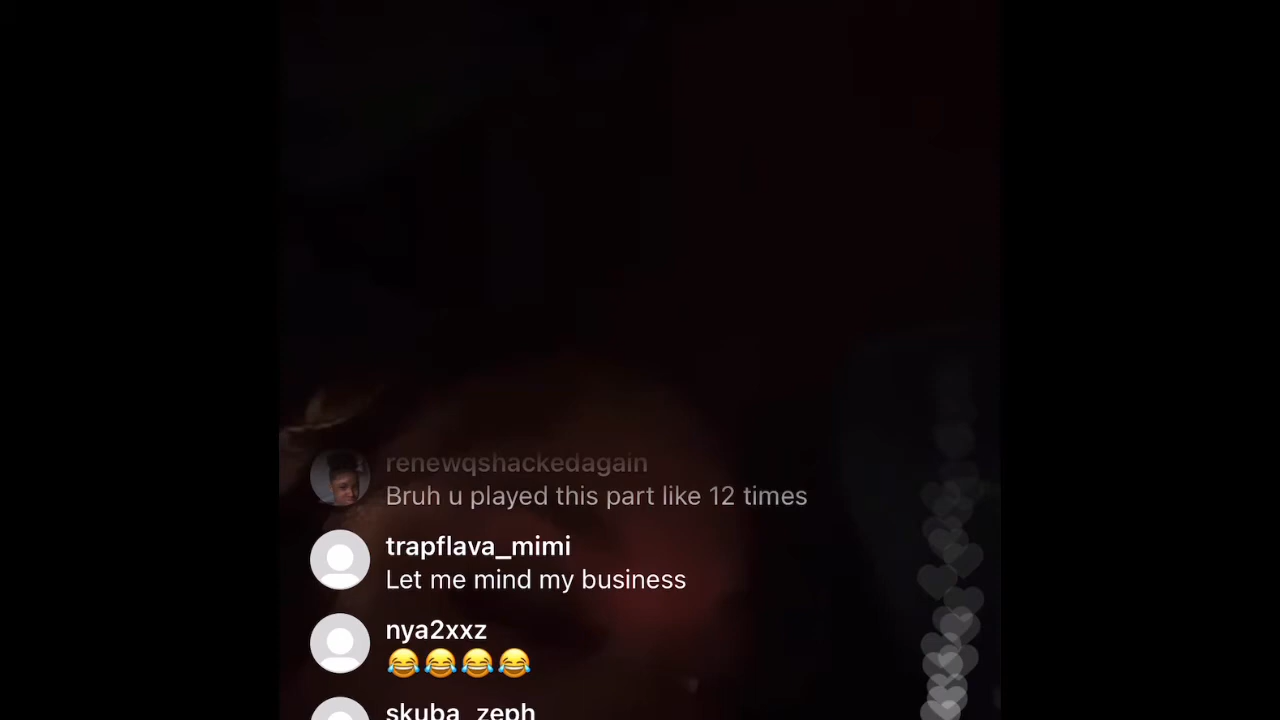 renewqshackedagain
Bruh u played this part like 12 times
trapflava_mimi
Let me mind my business
nya2xxz
😂😂😂😂
skuba_zeph